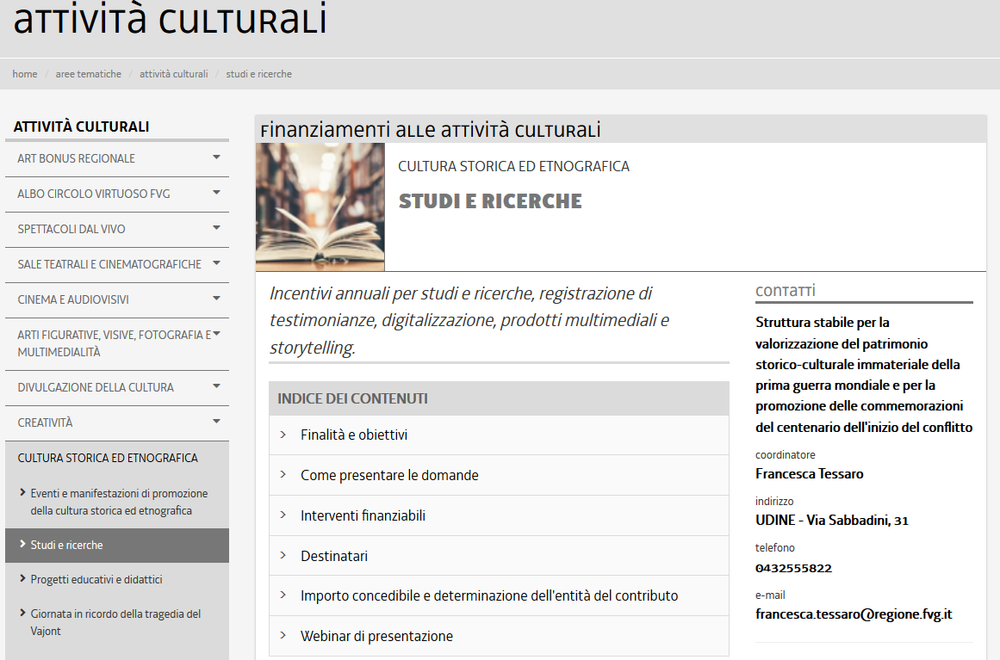 attività culturali
home / aree tematiche / attività culturali / studi e ricerche
ATTIVITÀ CULTURALI
ART BONUS REGIONALE
ALBO CIRCOLO VIRTUOSO FVG
SPETTACOLI DAL VIVO
SALE TEATRALI E CINEMATOGRAFICHE
CINEMA E AUDIOVISIVI
ARTI FIGURATIVE, VISIVE, FOTOGRAFIA E
MULTIMEDIALITÀ
DIVULGAZIONE DELLA CULTURA
CREATIVITÀ
CULTURA STORICA ED ETNOGRAFICA
Eventi e manifestazioni di promozione
della cultura storica ed etnografica
Studi e ricerche
Progetti educativi e didattici
Giornata in ricordo della tragedia del
Vajont
Finanziamenti alle attività culturali
CULTURA STORICA ED ETNOGRAFICA
STUDI E RICERCHE
Incentivi annuali per studi e ricerche, registrazione di
testimonianze, digitalizzazione, prodotti multimediali e
storytelling.
INDICE DEI CONTENUTI
Finalità e obiettivi
Come presentare le domande
Interventi finanziabili
Destinatari
Importo concedibile e determinazione dell'entità del contributo
Webinar di presentazione
contatti
Struttura stabile per la
valorizzazione del patrimonio
storico-culturale immateriale della
prima guerra mondiale e per la
promozione delle commemorazioni
del centenario dell'inizio del conflitto
coordinatore
Francesca Tessaro
indirizzo
UDINE - Via Sabbadini, 31
telefono
0432555822
e-mail
francesca.tessaro@regione.fvg.it